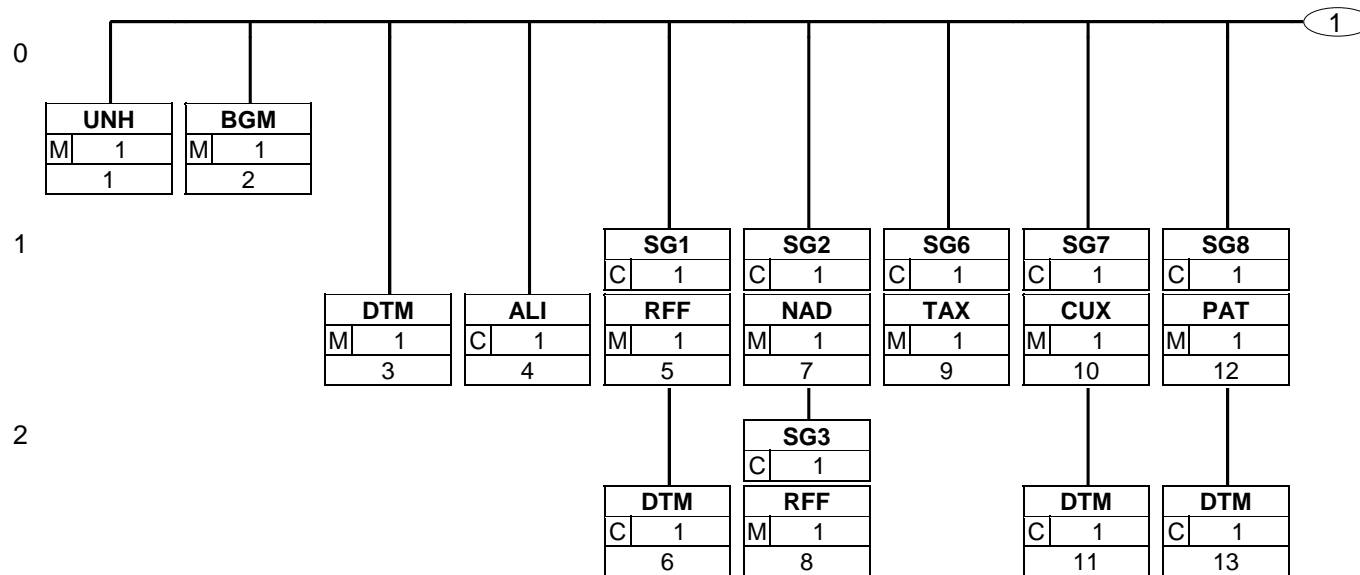 1
0
UNH BGM
M 1 M 1
1 2
1 SG1 SG2 SG6 SG7 SG8
C 1 C 1 C 1 C 1 C 1
DTM ALI RFF NAD TAX CUX PAT
M 1 C 1 M 1 M 1 M 1 M 1 M 1
3 4 5 7 9 10 12
2 SG3
C 1
DTM RFF DTM DTM
C 1 M 1 C 1 C 1
6 8 11 13